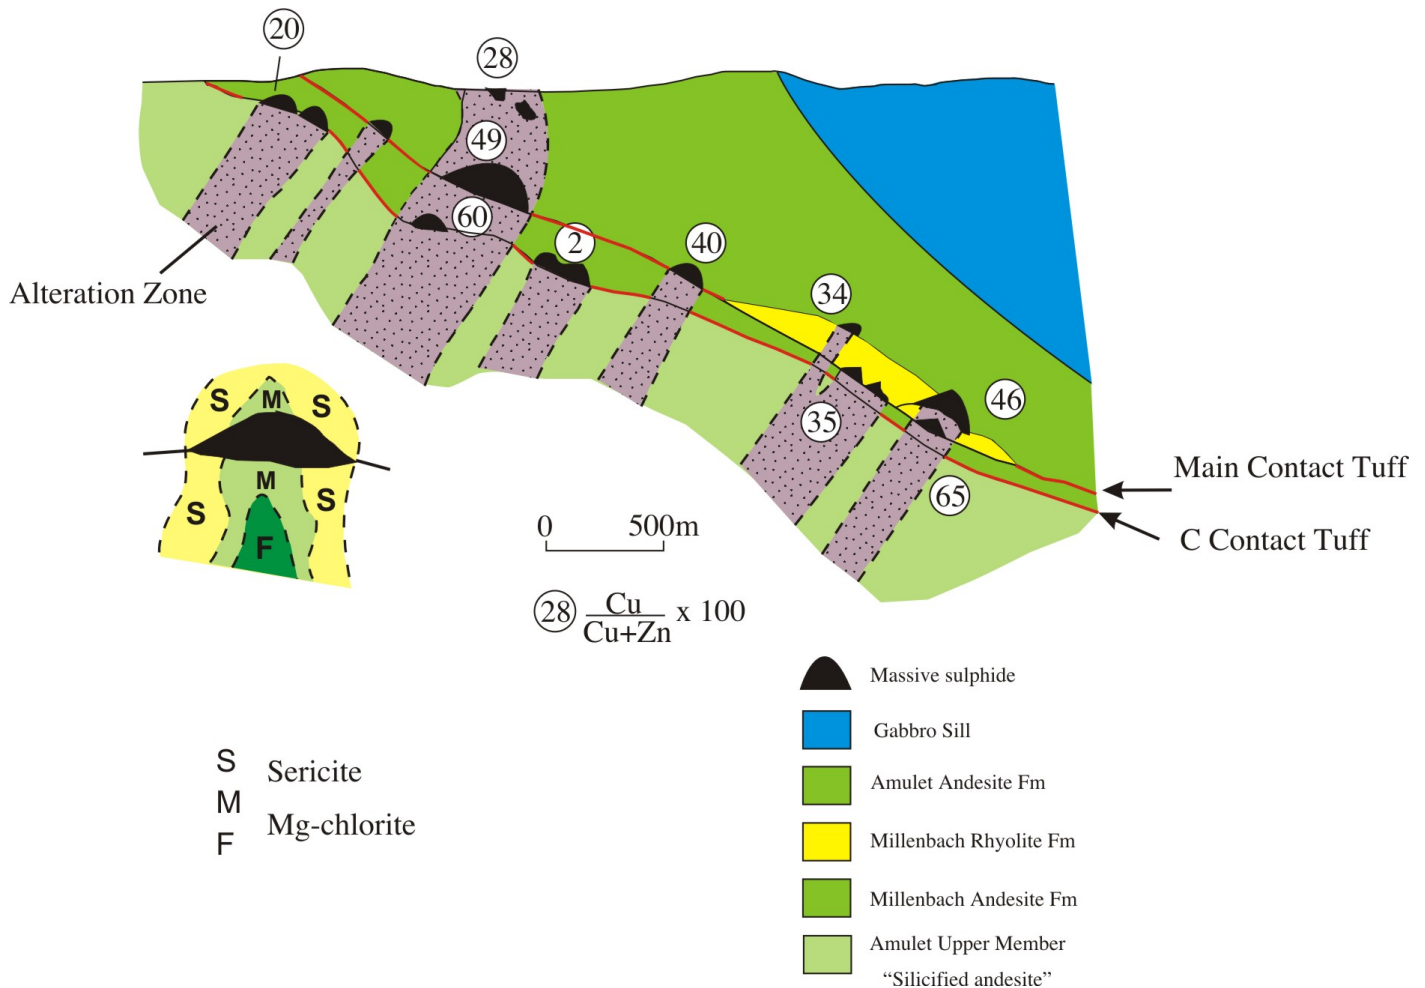 20
28
49
60
2
40
34
35
46
65
Alteration Zone
Main Contact Tuff
C Contact Tuff
S
M
S
M
S
S
F
0 500m
28 Cu
Cu+Zn x 100
Massive sulphide
Gabbro Sill
Amulet Andesite Fm
Millenbach Rhyolite Fm
Millenbach Andesite Fm
Amulet Upper Member
“Silicified andesite”
S Sericite
M
Mg-chlorite
F